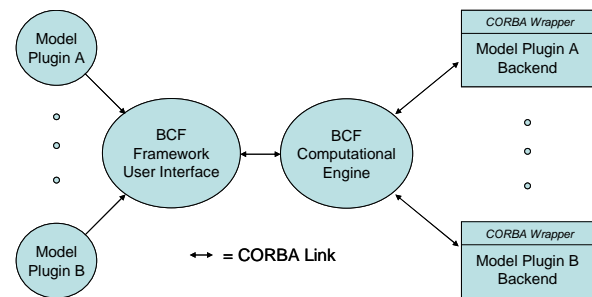 Model
Plugin A
BCF
Framework
User Interface
Model
Plugin B
BCF
Computational
Engine
CORBA Wrapper
Model Plugin A
Backend
CORBA Wrapper
Model Plugin B
Backend
= CORBA Link